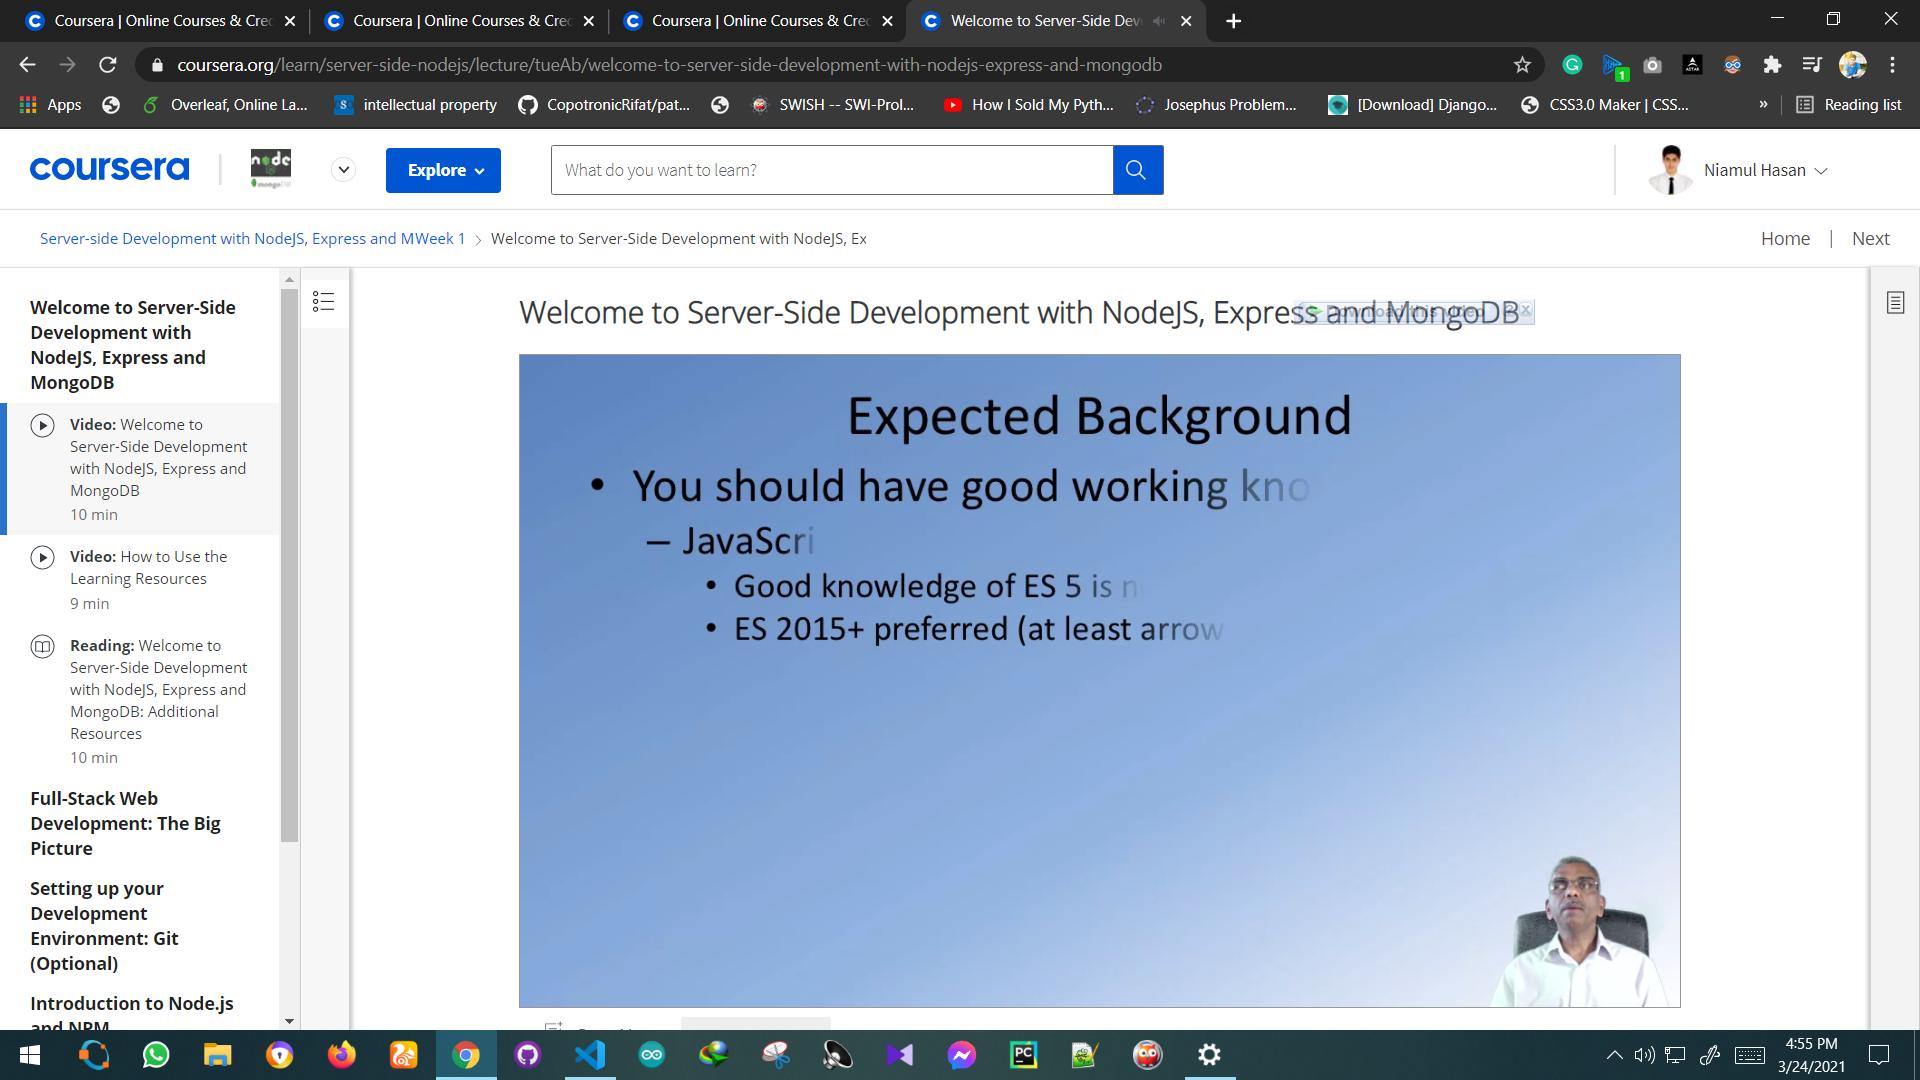 Coursera | Online Courses & Crec
Coursera | Online Courses & Crec
Coursera | Online Courses & Crec
Welcome to Server-Side Dev
coursera.org/learn/server-side-nodejs/lecture/tueAb/welcome-to-server-side-development-with-nodejs-express-and-mongodb
1
Apps
Overleaf, Online La...
intellectual property
CopotronicRifat/pat...
SWISH -- SWI-Prol...
How I Sold My Pyth...
Josephus Problem...
[Download] Django...
CSS3.0 Maker | CSS...
»
Reading list
coursera
node
mongoDB
Explore
What do you want to learn?
Niamul Hasan
Server-side Development with NodeJS, Express and MWeek 1
Welcome to Server-Side Development with NodeJS, Ex
Home | Next
Welcome to Server-Side
Development with
NodeJS, Express and
MongoDB
Video: Welcome to
Server-Side Development
with NodeJS, Express and
MongoDB
10 min
Video: How to Use the
Learning Resources
9 min
Reading: Welcome to
Server-Side Development
with NodeJS, Express and
MongoDB: Additional
Resources
10 min
Full-Stack Web
Development: The Big
Picture
Setting up your
Development
Environment: Git
(Optional)
Introduction to Node.js
and NPM
Welcome to Server-Side Development with NodeJS, Express and MongoDB
Download this video
Expected Background
• You should have good working kno
– JavaScri
• Good knowledge of ES 5 is n
• ES 2015+ preferred (at least arrow
PC
4:55 PM
3/24/2021